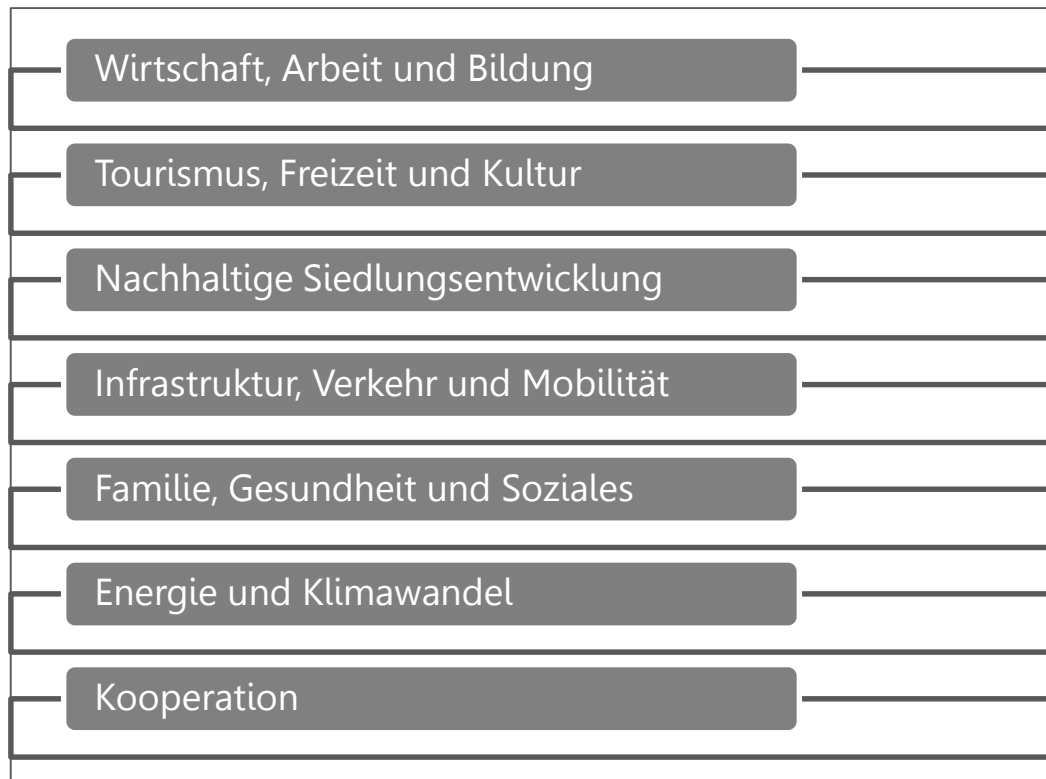 Wirtschaft, Arbeit und Bildung
Tourismus, Freizeit und Kultur
Nachhaltige Siedlungsentwicklung
Infrastruktur, Verkehr und Mobilität
Familie, Gesundheit und Soziales
Energie und Klimawandel
Kooperation